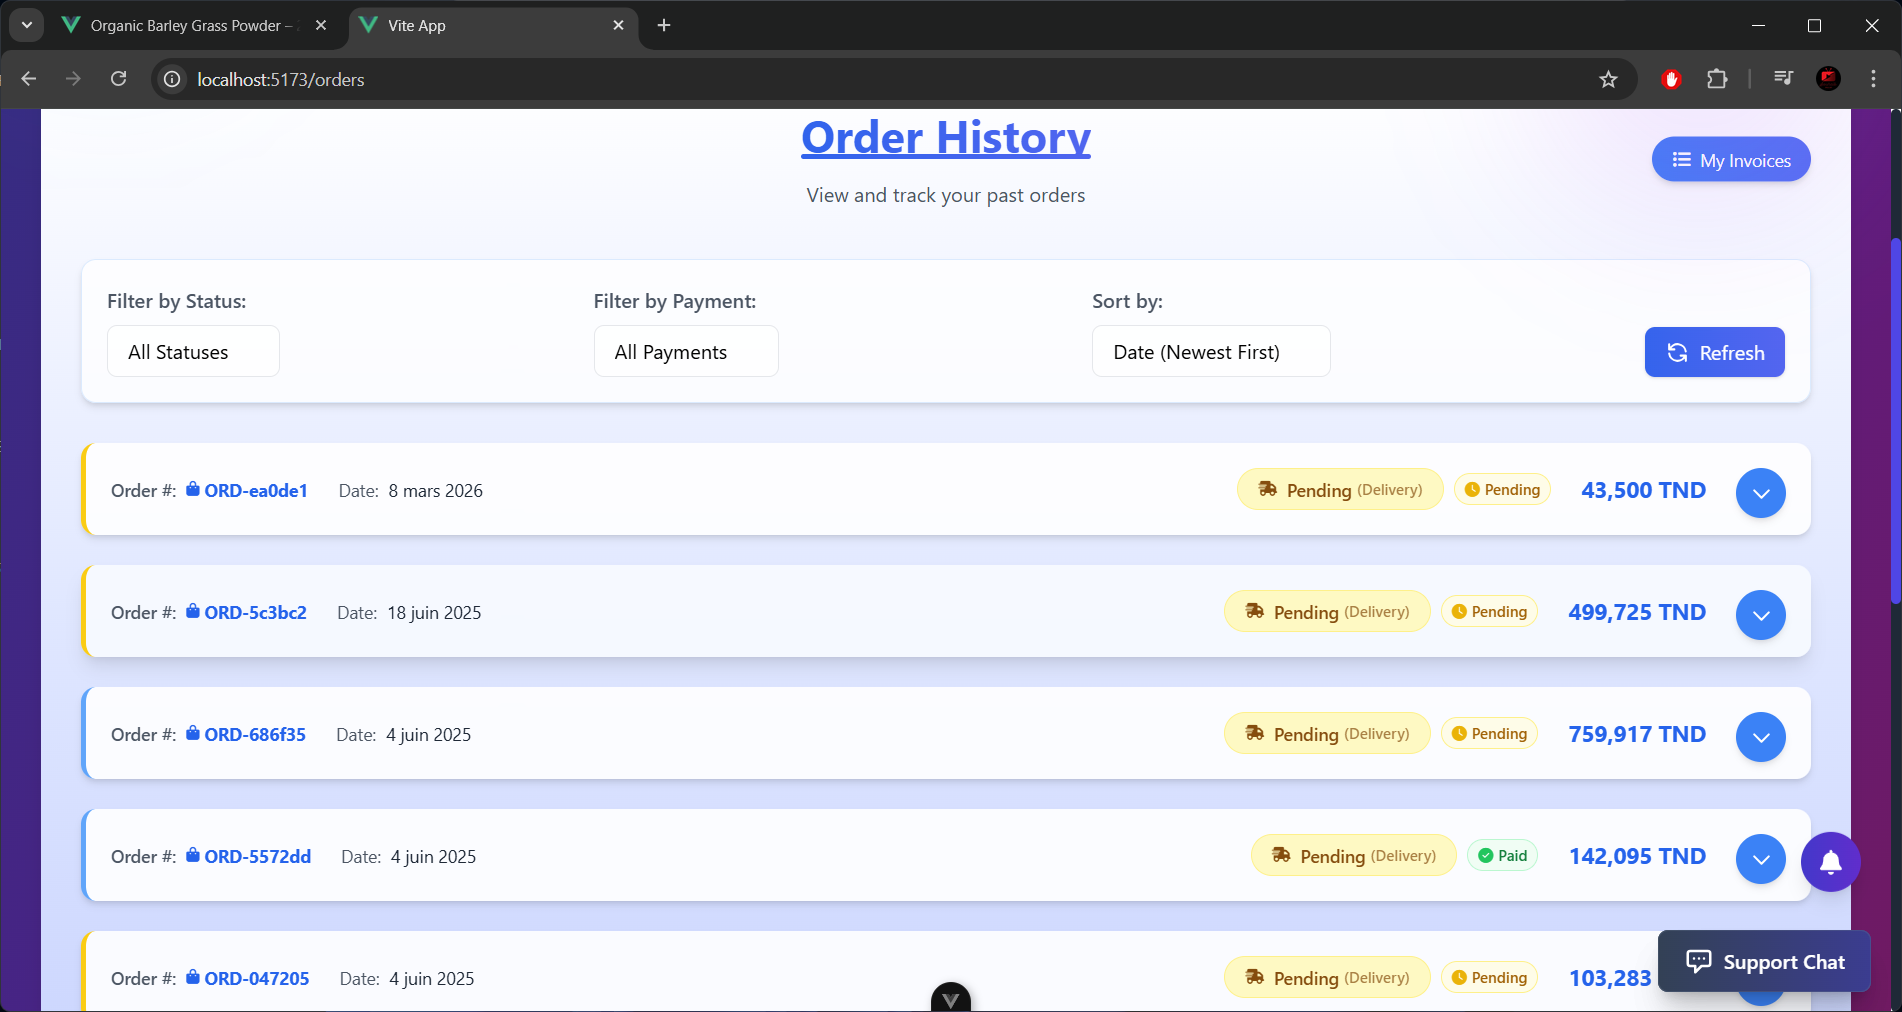 Organic Barley Grass Powder –
Vite App
localhost:5173/orders
Order History
My Invoices
View and track your past orders
Filter by Status:
Filter by Payment:
Sort by:
All Statuses
All Payments
Date (Newest First)
Refresh
Order #: ORD-ea0de1 Date: 8 mars 2026 Pending (Delivery) Pending 43,500 TND
Order #: ORD-5c3bc2 Date: 18 juin 2025 Pending (Delivery) Pending 499,725 TND
Order #: ORD-686f35 Date: 4 juin 2025 Pending (Delivery) Pending 759,917 TND
Order #: ORD-5572dd Date: 4 juin 2025 Pending (Delivery) Paid 142,095 TND
Order #: ORD-047205 Date: 4 juin 2025 Pending (Delivery) Pending 103,283
Support Chat